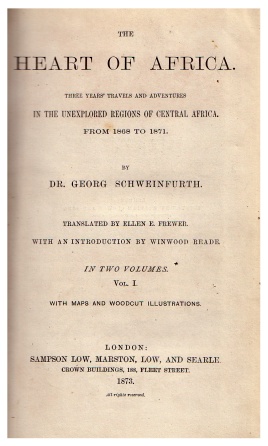 THE
HEART OF AFRICA.
THREE YEARS' TRAVELS AND ADVENTURES
IN THE UNEXPLORED REGIONS OF CENTRAL AFRICA.
FROM 1868 TO 1871.
BY
DR. GEORG SCHWEINFURTH.
TRANSLATED BY ELLEN E. FREWER.
WITH AN INTRODUCTION BY WINWOOD READE.
IN TWO VOLUMES.
VOL. I.
WITH MAPS AND WOODCUT ILLUSTRATIONS.
LONDON:
SAMPSON LOW, MARSTON, LOW, AND SEARLE.
CROWN BUILDINGS, 188, FLEET STREET.
1873.
All rights reserved.